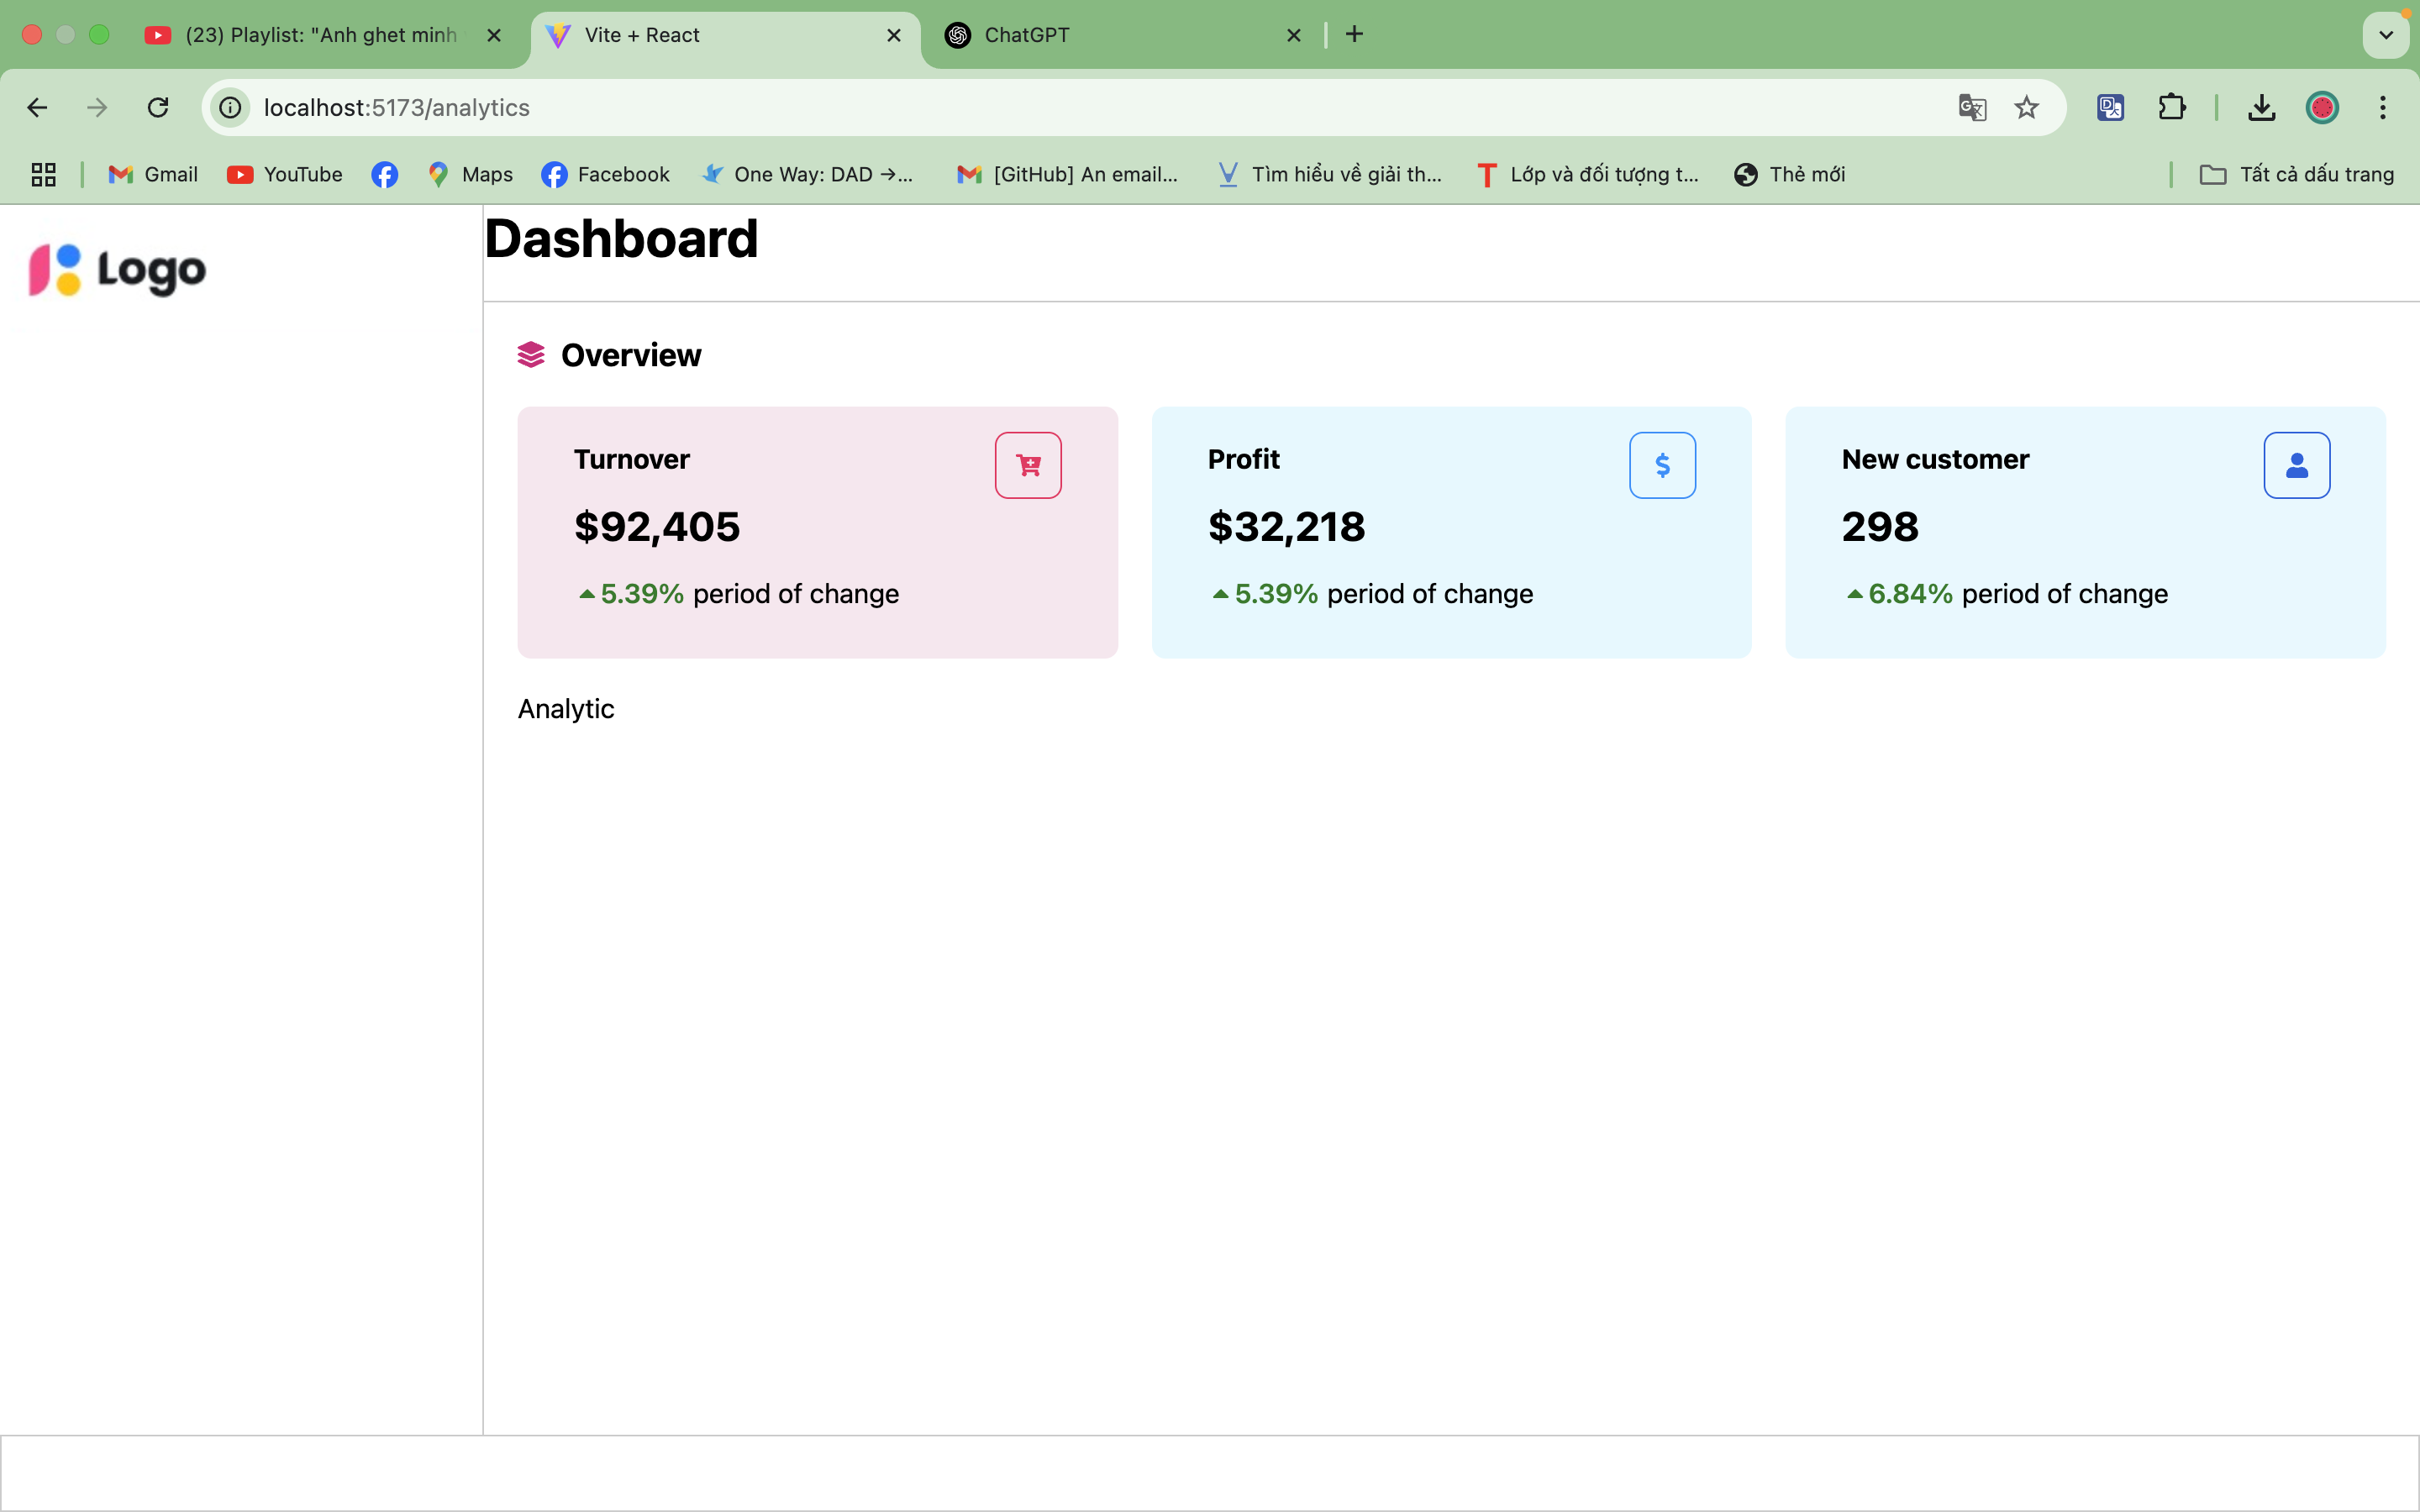 (23) Playlist: "Anh ghet minh
Vite + React
ChatGPT
localhost:5173/analytics
Gmail
YouTube
Maps
Facebook
One Way: DAD →...
[GitHub] An email...
Tìm hiểu về giải th...
Lớp và đối tượng t...
Thẻ mới
Tất cả dấu trang
Logo
Dashboard
Overview
Turnover
$92,405
5.39% period of change
Profit
$32,218
5.39% period of change
New customer
298
6.84% period of change
Analytic